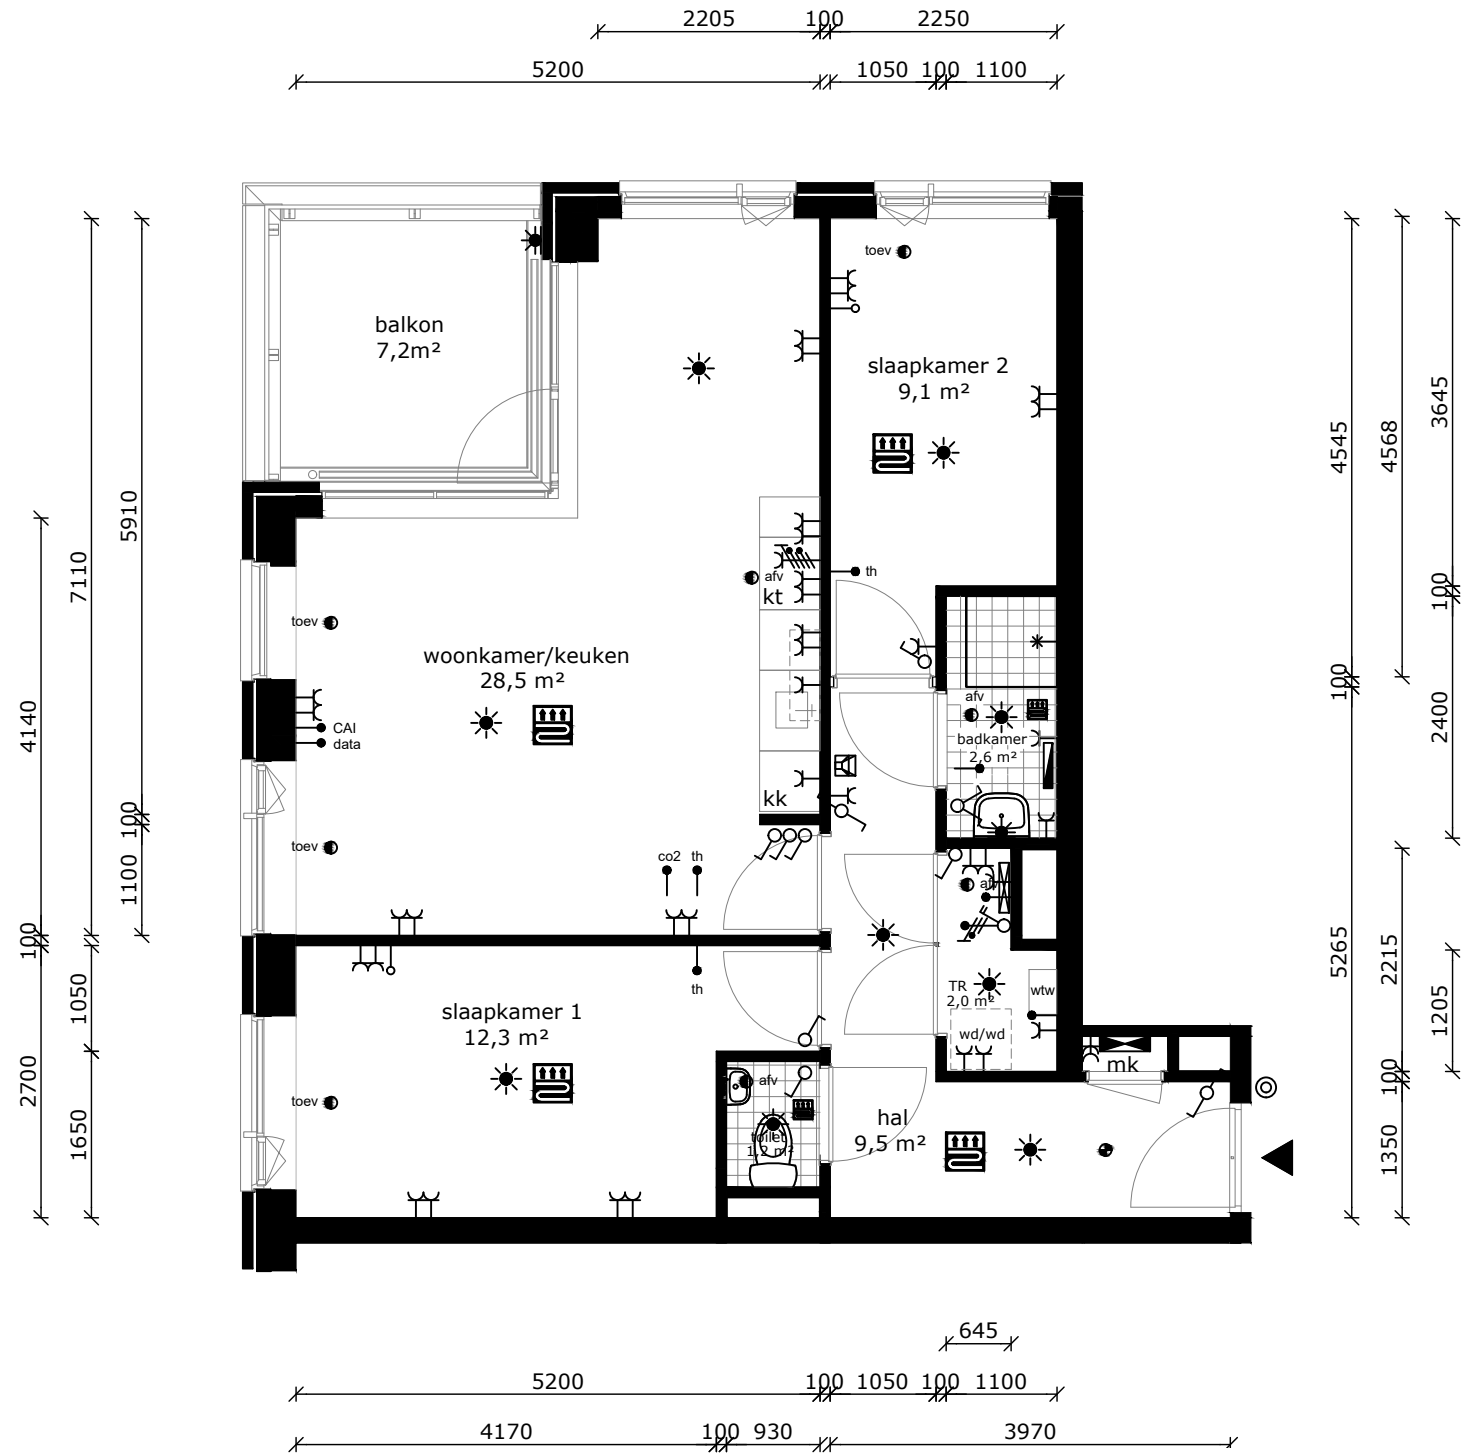 2205 100 2250
5200 1050 100 1100
balkon
7,2m²
toev
slaapkamer 2
9,1 m²
th
afv
kt
toev
woonkamer/keuken
28,5 m²
CAI
data
kk
toev
co2 th
afv
badkamer
2,6 m²
afv
TR
2,0 m²
wtw
wd/wd
th
slaapkamer 1
12,3 m²
toev
afv
toilet
1,2 m²
hal
9,5 m²
mk
4140
100
2700
7110
1050
1650
5910
100
1100
4545
100
5265
4568
2215
100
1350
3645
100
2400
1205
645
5200 100 1050 100 1100
4170 100 930 3970